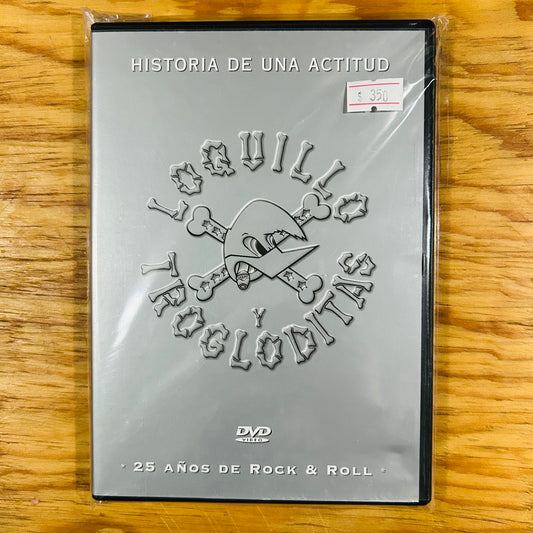 HISTORIA DE UNA ACTITUD
$ 350
LOQUILLO
Y
TROGLODITAS
DVD
VIDEO
· 25 AÑOS DE ROCK & ROLL ·